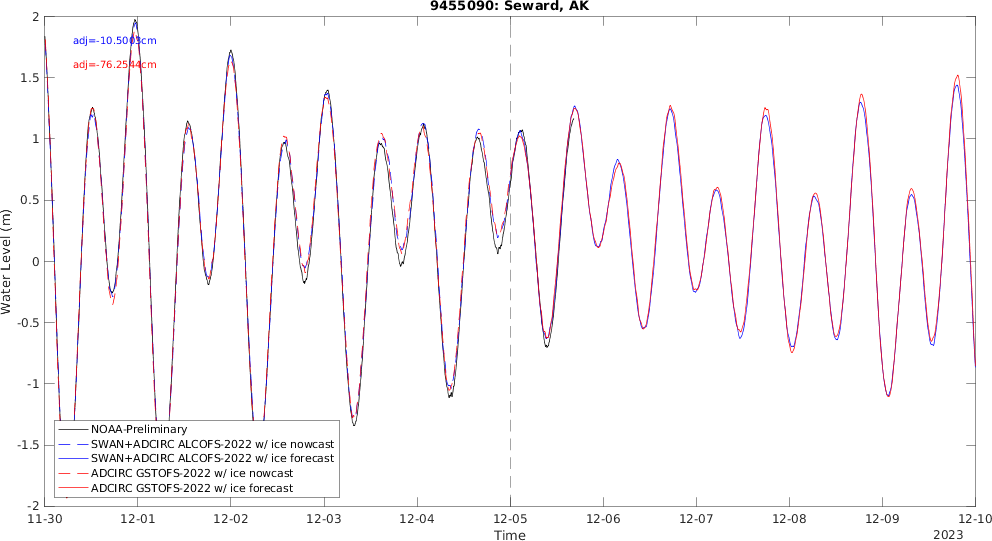 9455090: Seward, AK
adj=-10.5003cm
adj=-76.2544cm
Water Level (m)
2
1.5
1
0.5
0
-0.5
-1
-1.5
-2
NOAA-Preliminary
SWAN+ADCIRC ALCOFS-2022 w/ ice nowcast
SWAN+ADCIRC ALCOFS-2022 w/ ice forecast
ADCIRC GSTOFS-2022 w/ ice nowcast
ADCIRC GSTOFS-2022 w/ ice forecast
11-30 12-01 12-02 12-03 12-04 12-05 12-06 12-07 12-08 12-09 12-10
Time
2023